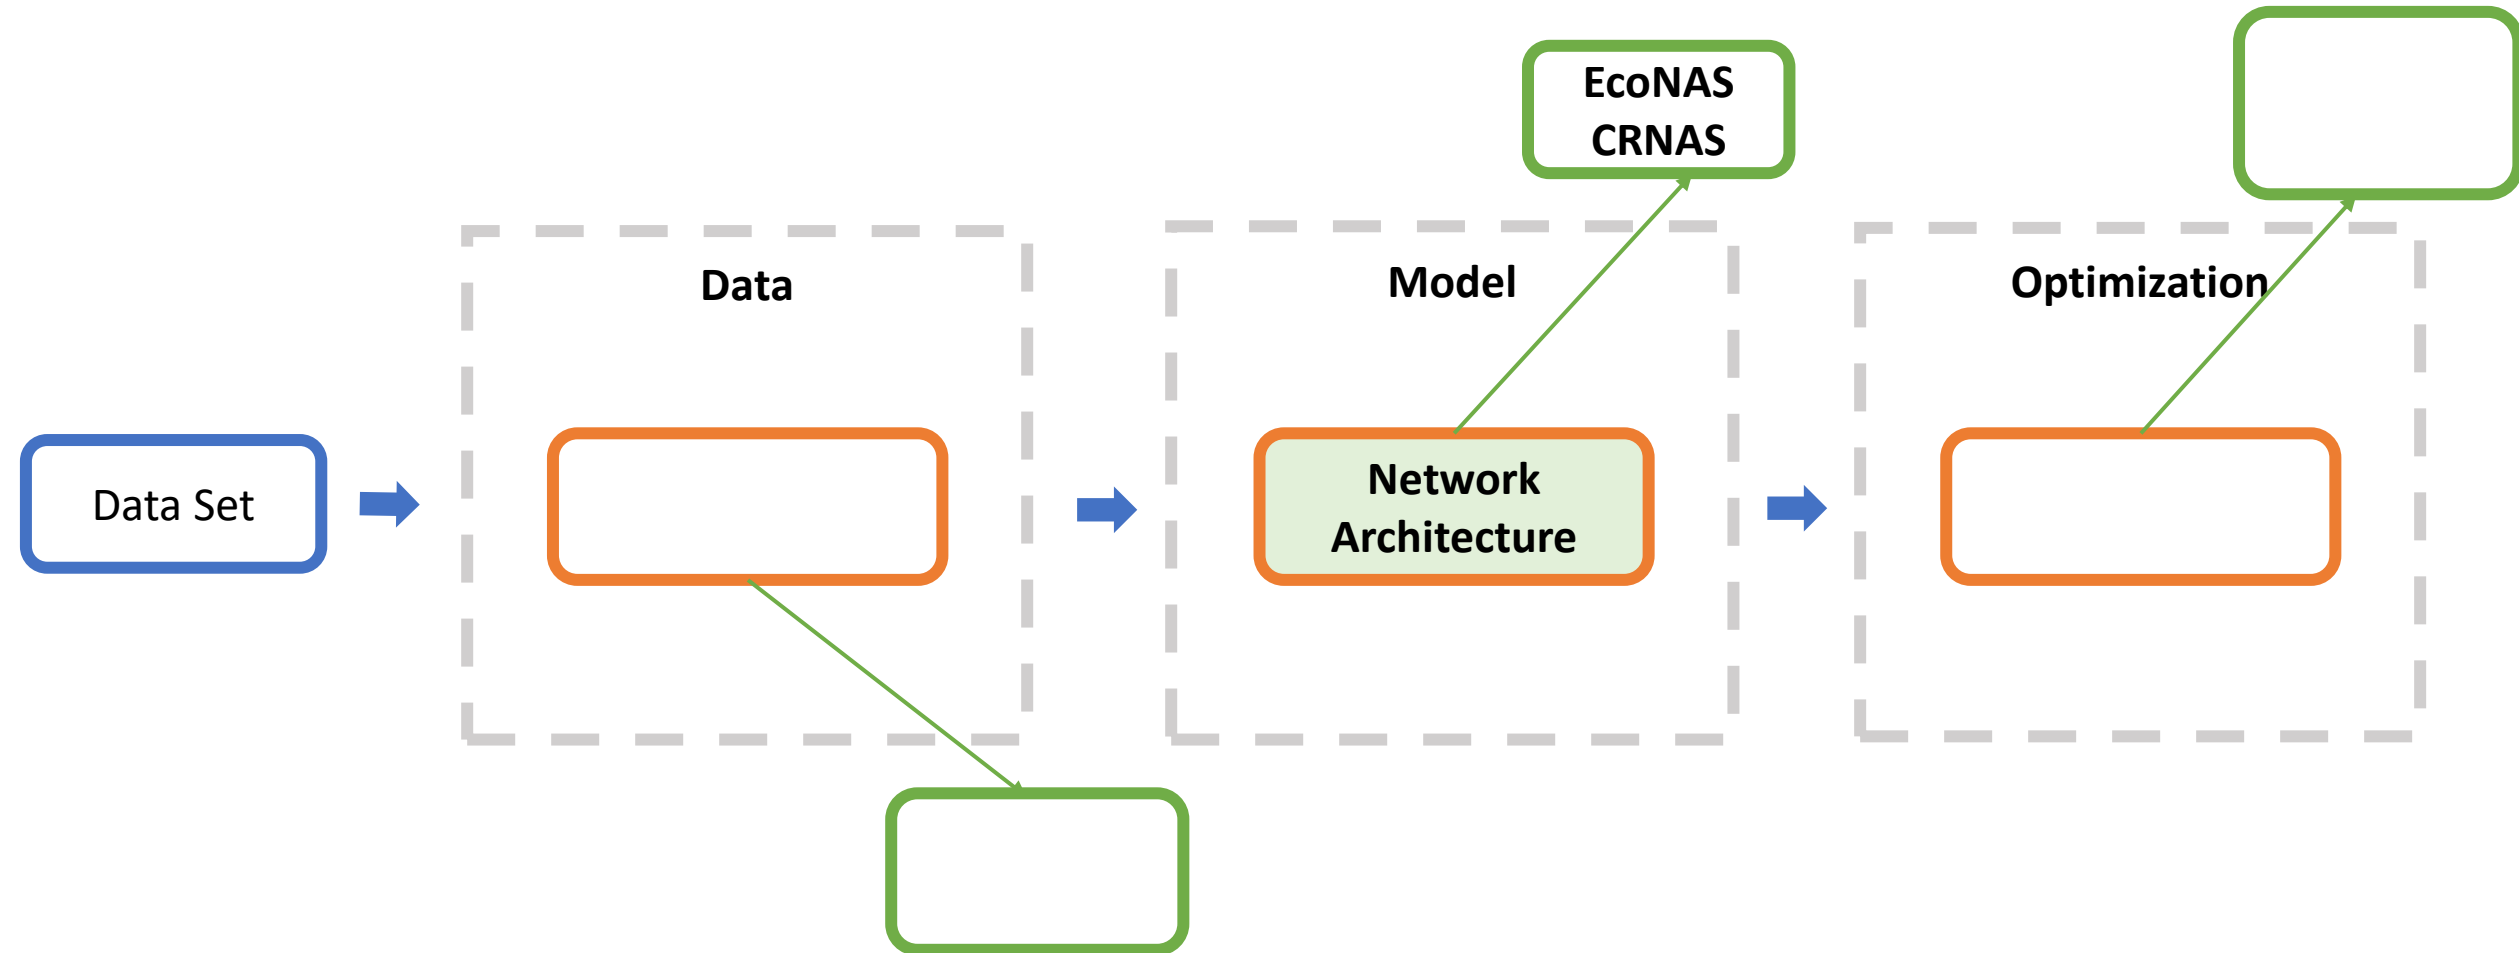 EcoNAS
CRNAS
Data
Model
Optimization
Data Set
Network
Architecture